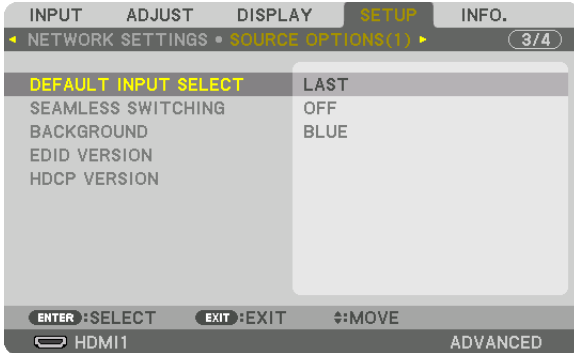 INPUT ADJUST DISPLAY SETUP INFO.
NETWORK SETTINGS • SOURCE OPTIONS(1) 3/4
DEFAULT INPUT SELECT LAST
SEAMLESS SWITCHING OFF
BACKGROUND BLUE
EDID VERSION
HDCP VERSION
ENTER :SELECT EXIT :EXIT :MOVE
HDMI1 ADVANCED